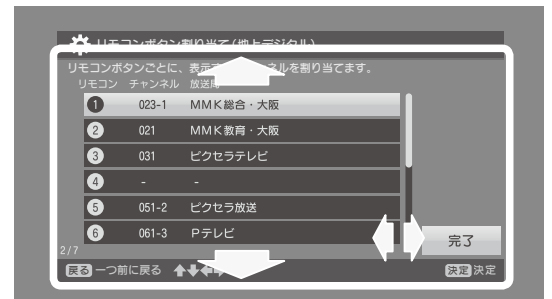 リモコンボタン割り当て(地上デジタル)
リモコンボタンごとに、表示するチャンネルを割り当てます。
リモコン チャンネル 放送局
1 023-1 MMK総合・大阪
2 021 MMK教育・大阪
3 031 ピクセラテレビ
4 - -
5 051-2 ピクセラ放送
6 061-3 Pテレビ
2/7
完了
戻る 一つ前に戻る
決定 決定